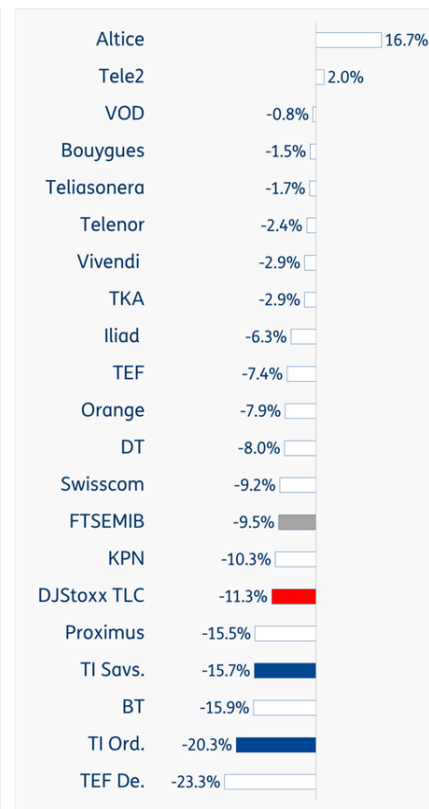 Altice 16.7%
Tele2 2.0%
VOD -0.8%
Bouygues -1.5%
Teliasonera -1.7%
Telenor -2.4%
Vivendi -2.9%
TKA -2.9%
Iliad -6.3%
TEF -7.4%
Orange -7.9%
DT -8.0%
Swisscom -9.2%
FTSEMIB -9.5%
KPN -10.3%
DJStoxx TLC -11.3%
Proximus -15.5%
TI Savs. -15.7%
BT -15.9%
TI Ord. -20.3%
TEF De. -23.3%